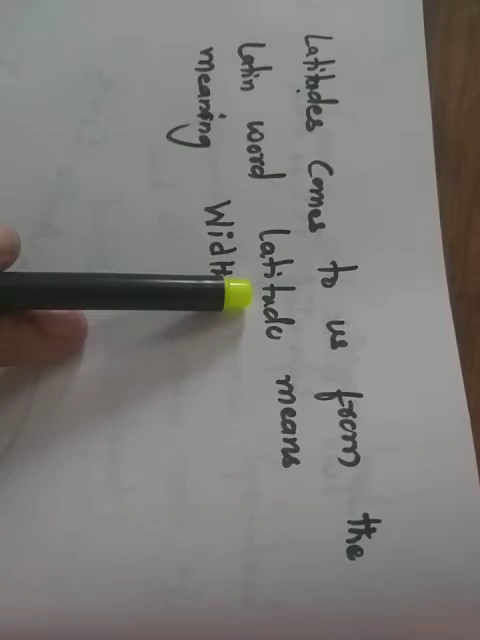 Latitudes comes to us from the
Latin word Latitude means
meaning Width